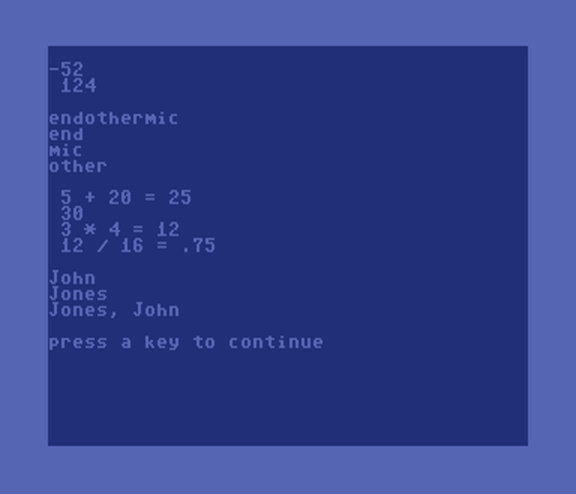 -52
124
endothermic
end
mic
other
5 + 20 = 25
30
3 * 4 = 12
12 / 16 = .75
John
Jones
Jones, John
press a key to continue